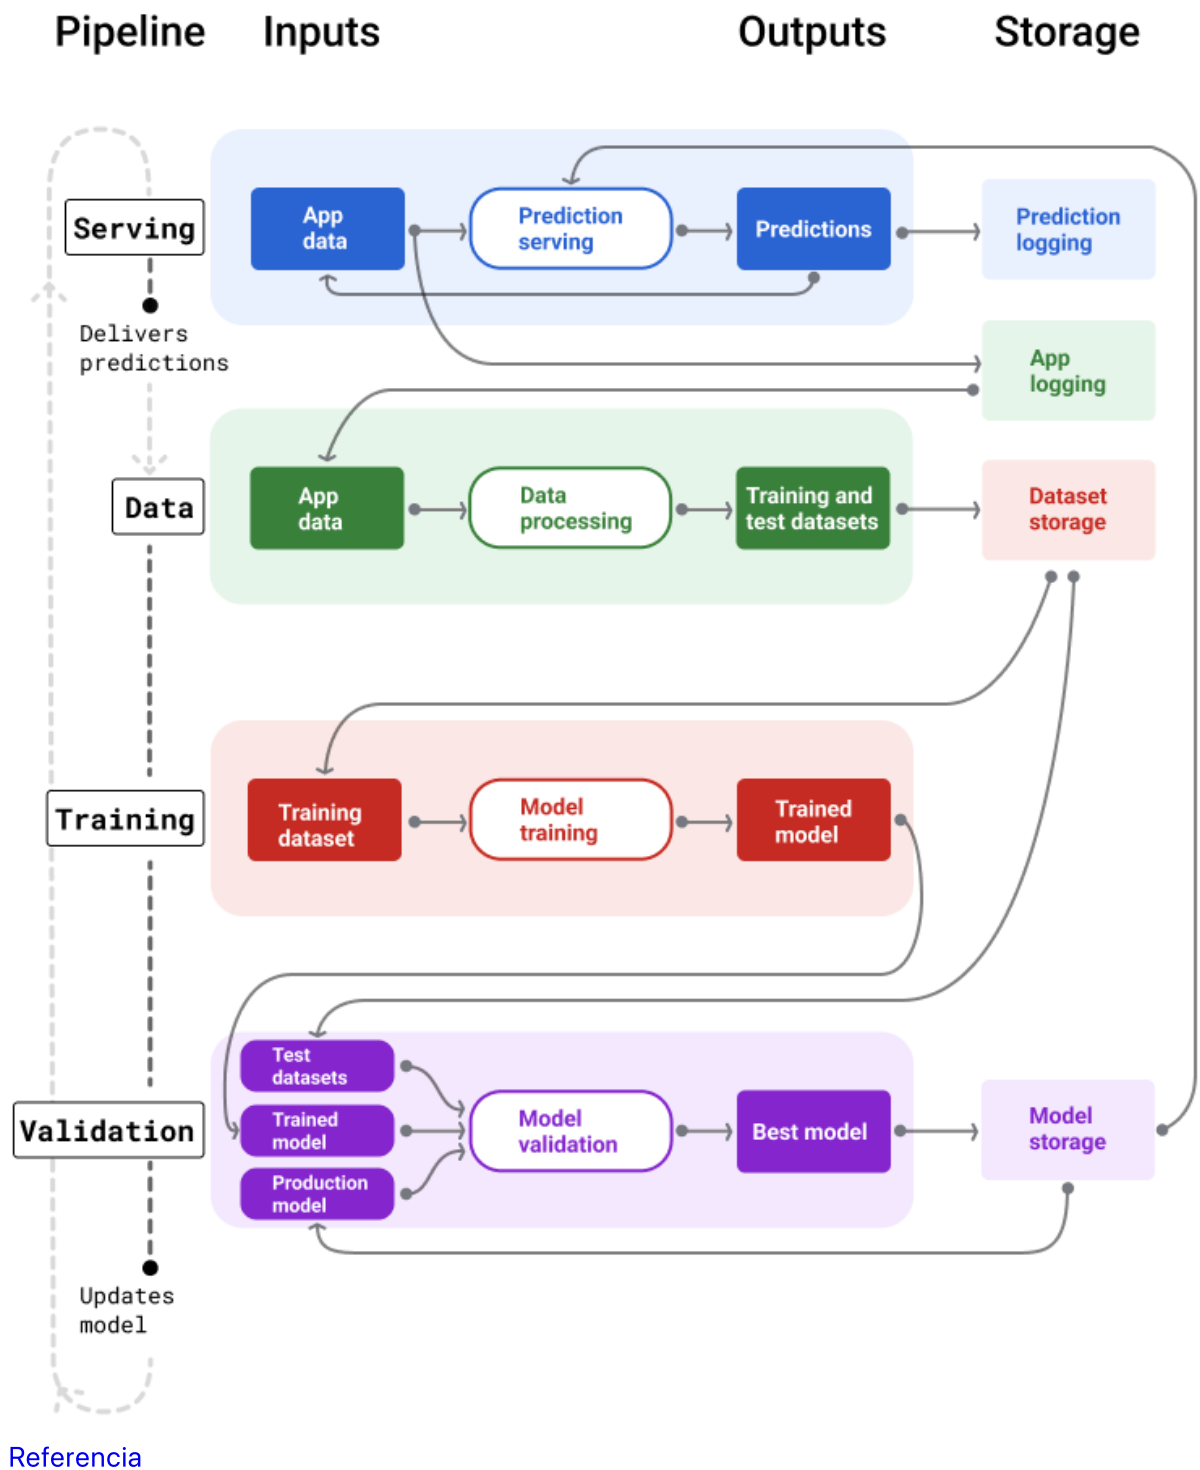 Pipeline Inputs Outputs Storage
Serving
App
data
Prediction
serving
Predictions
Prediction
logging
Delivers
predictions
App
logging
Data
App
data
Data
processing
Training and
test datasets
Dataset
storage
Training
Training
dataset
Model
training
Trained
model
Validation
Test
datasets
Trained
model
Production
model
Model
validation
Best model
Model
storage
Updates
model
Referencia